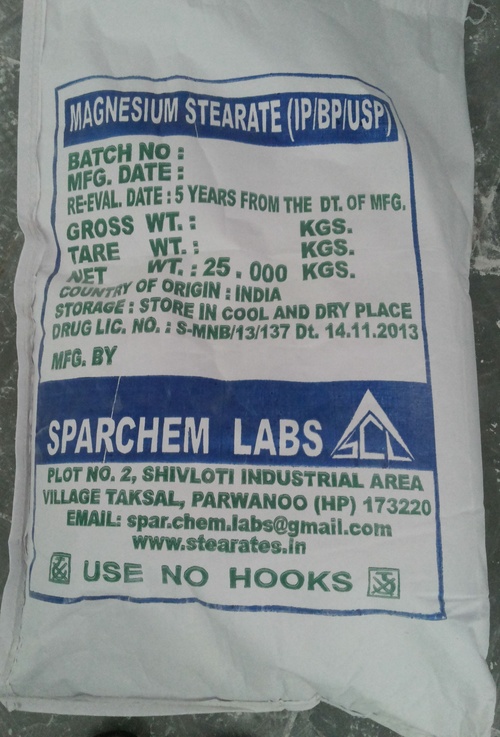 MAGNESIUM STEARATE (IP/BP/USP)
BATCH NO :
MFG. DATE :
RE-EVAL. DATE : 5 YEARS FROM THE DT. OF MFG.
GROSS WT. : KGS.
TARE WT. : KGS.
NET WT. : 25 . 000 KGS.
COUNTRY OF ORIGIN : INDIA
STORAGE : STORE IN COOL AND DRY PLACE
DRUG LIC. NO. : S-MNB/13/137 Dt. 14.11.2013
MFG. BY
SPARCHEM LABS SCL
PLOT NO. 2, SHIVLOTI INDUSTRIAL AREA
VILLAGE TAKSAL, PARWANOO (HP) 173220
EMAIL: spar.chem.labs@gmail.com
www.stearates.in
USE NO HOOKS